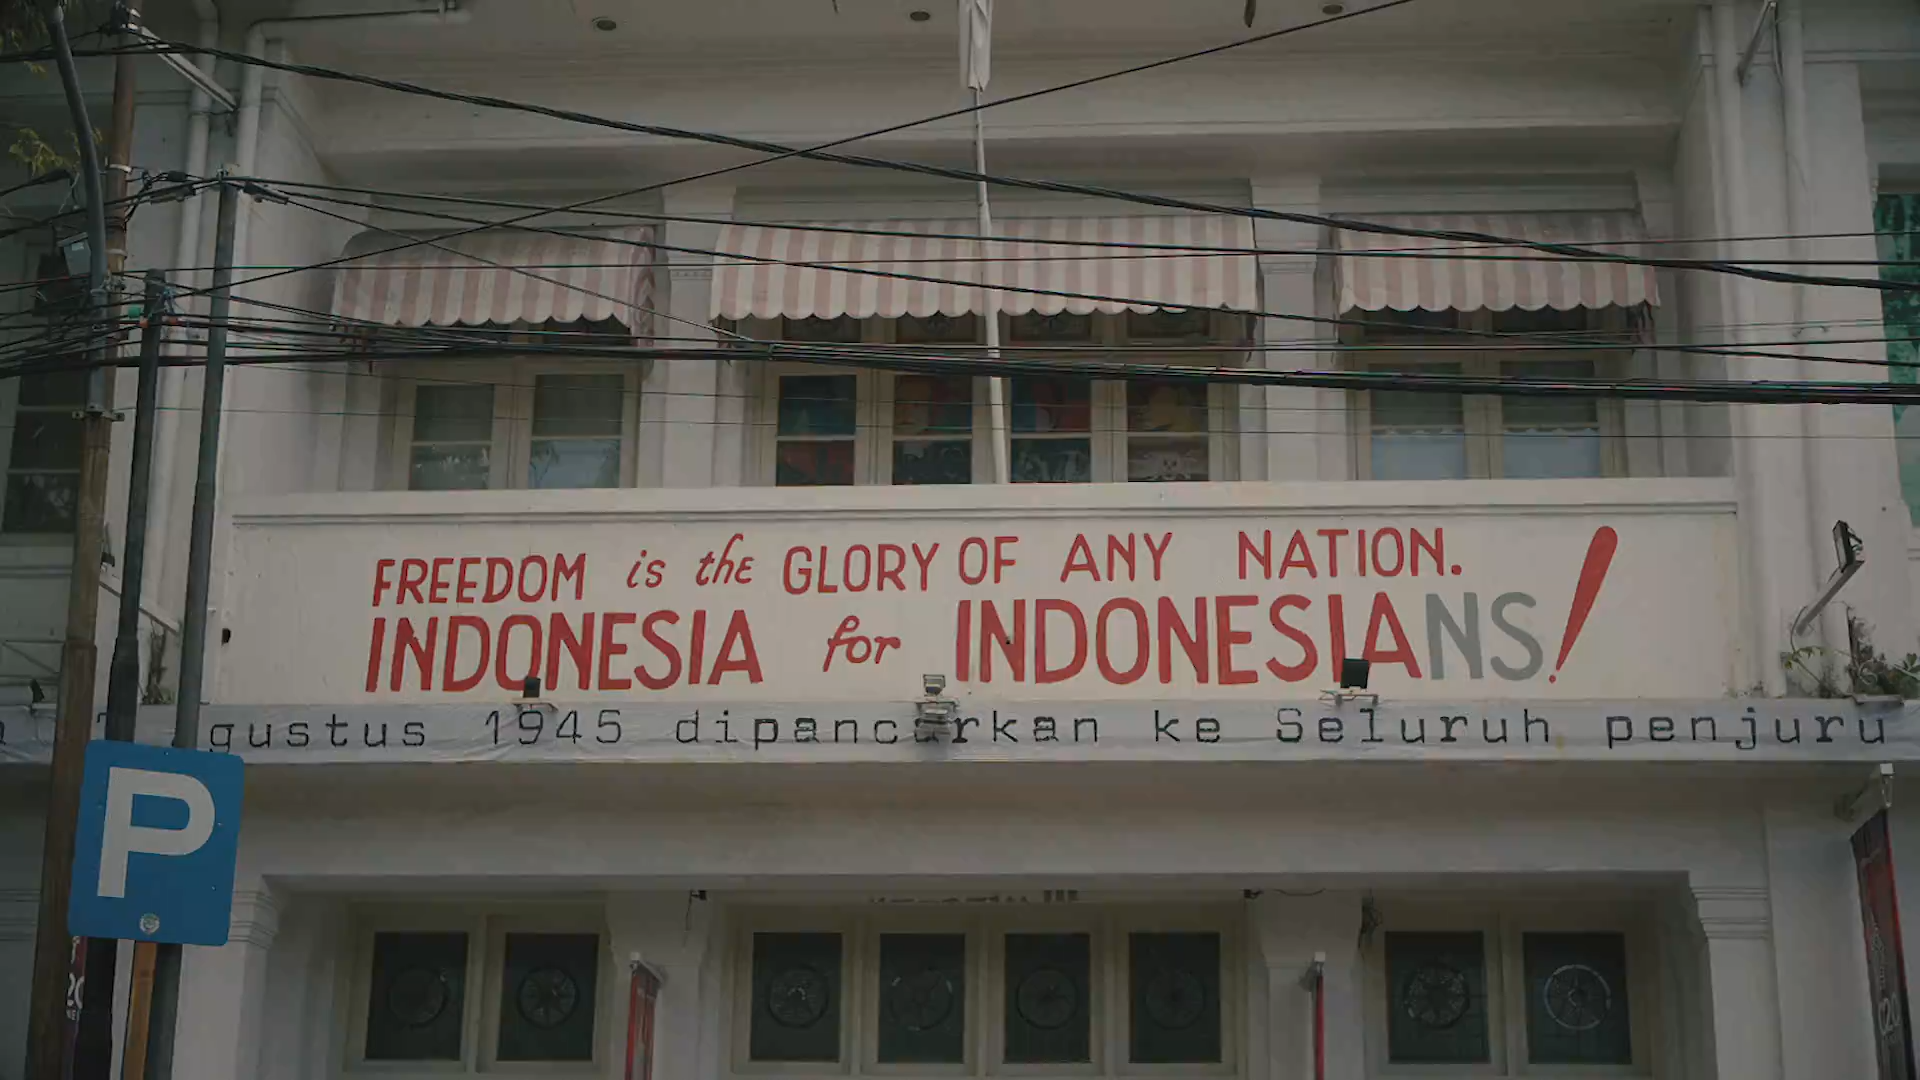 FREEDOM is the GLORY OF ANY NATION.
INDONESIA for INDONESIANS!
gustus 1945 dipancarkan ke Seluruh penjuru
P